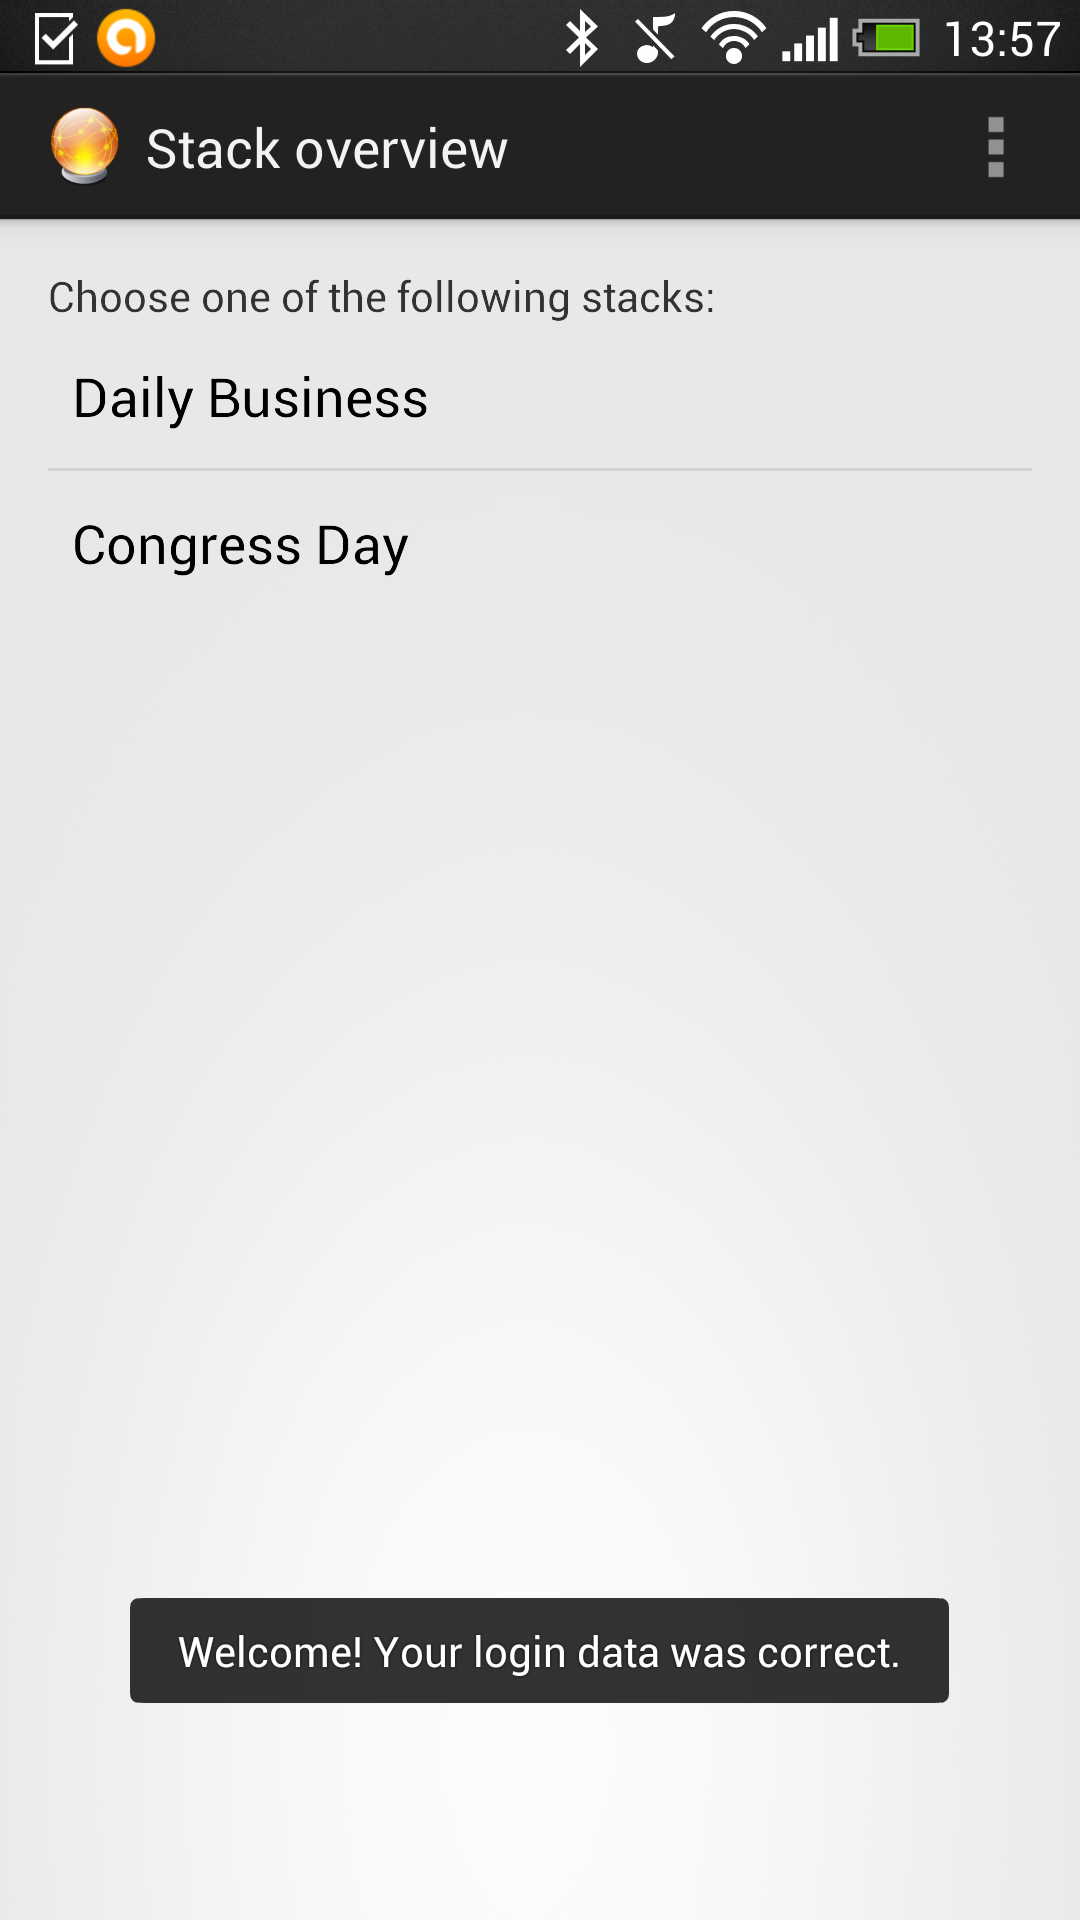 13:57
Stack overview
Choose one of the following stacks:
Daily Business
Congress Day
Welcome! Your login data was correct.